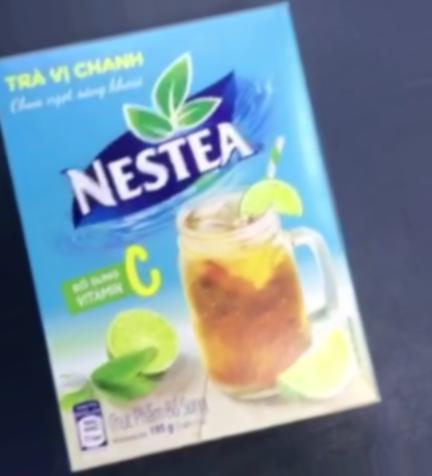 TRÀ VỊ CHANH
Chua ngọt sảng khoái
NESTEA
BỔ SUNG
VITAMIN C
Thực Phẩm Bổ Sung
195 g